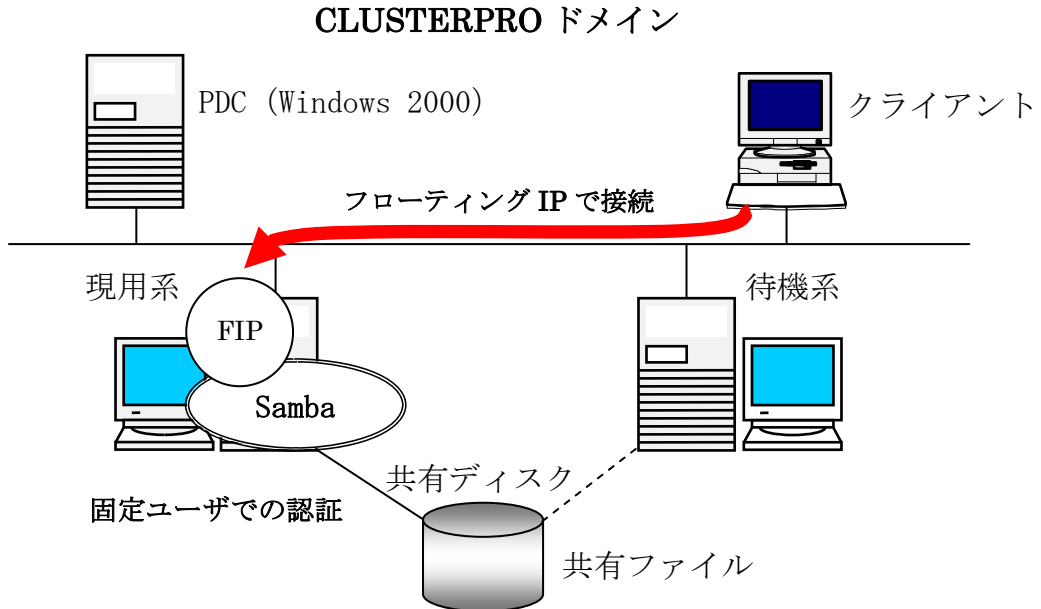 CLUSTERPRO ドメイン
PDC (Windows 2000)
クライアント
フローティング IP で接続
現用系
待機系
FIP
Samba
共有ディスク
固定ユーザでの認証
共有ファイル